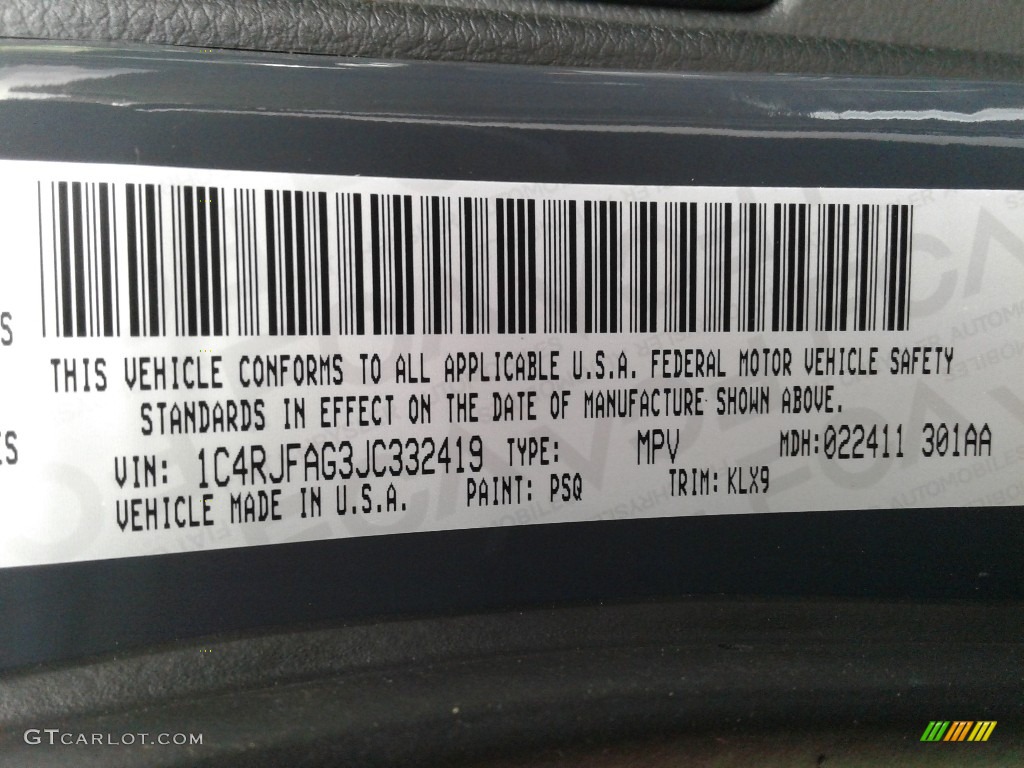 THIS VEHICLE CONFORMS TO ALL APPLICABLE U.S.A. FEDERAL MOTOR VEHICLE SAFETY
STANDARDS IN EFFECT ON THE DATE OF MANUFACTURE SHOWN ABOVE.
VIN: 1C4RJFAG3JC332419 TYPE: MPV MDH:022411 301AA
VEHICLE MADE IN U.S.A. PAINT: PSQ TRIM: KLX9
GTCARLOT.COM